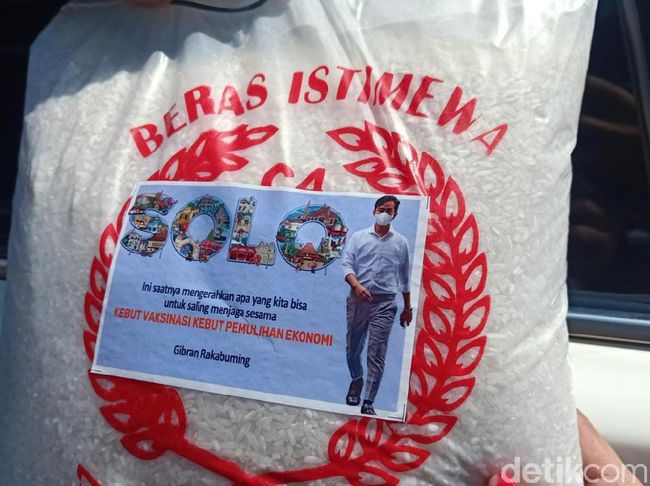 BERAS ISTIMEWA
CA
SOLO
Ini saatnya mengerahkan apa yang kita bisa
untuk saling menjaga sesama
KEBUT VAKSINASI KEBUT PEMULIHAN EKONOMI
Gibran Rakabuming
detikcom